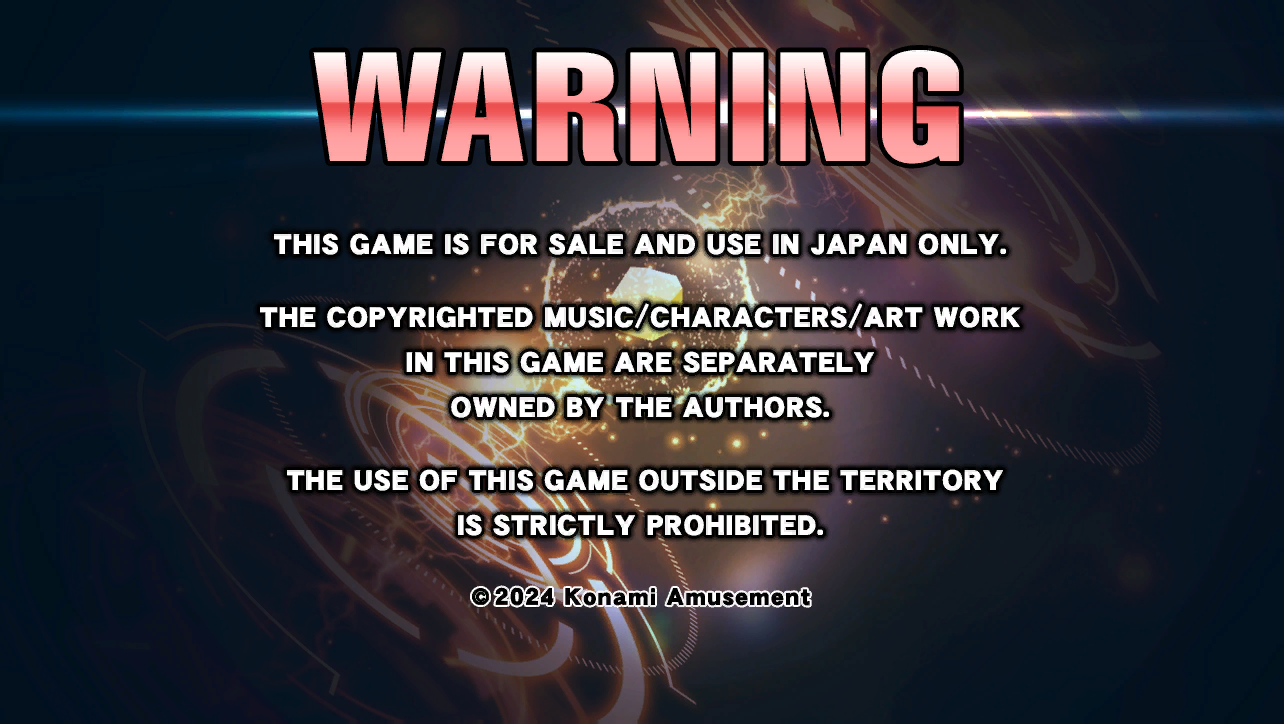 WARNING
THIS GAME IS FOR SALE AND USE IN JAPAN ONLY.
THE COPYRIGHTED MUSIC/CHARACTERS/ART WORK
IN THIS GAME ARE SEPARATELY
OWNED BY THE AUTHORS.
THE USE OF THIS GAME OUTSIDE THE TERRITORY
IS STRICTLY PROHIBITED.
©2024 Konami Amusement